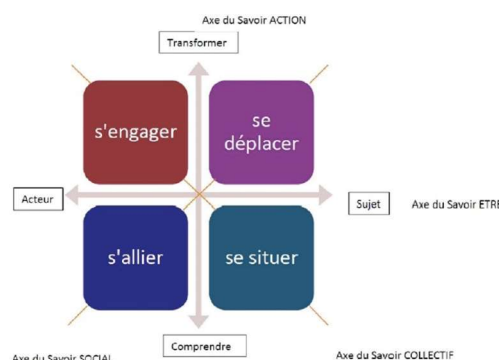 Axe du Savoir ACTION
Transformer
s'engager
se
déplacer
Acteur
Sujet
Axe du Savoir ETRE
s'allier
se situer
Comprendre
Axe du Savoir SOCIAL
Axe du Savoir COLLECTIF